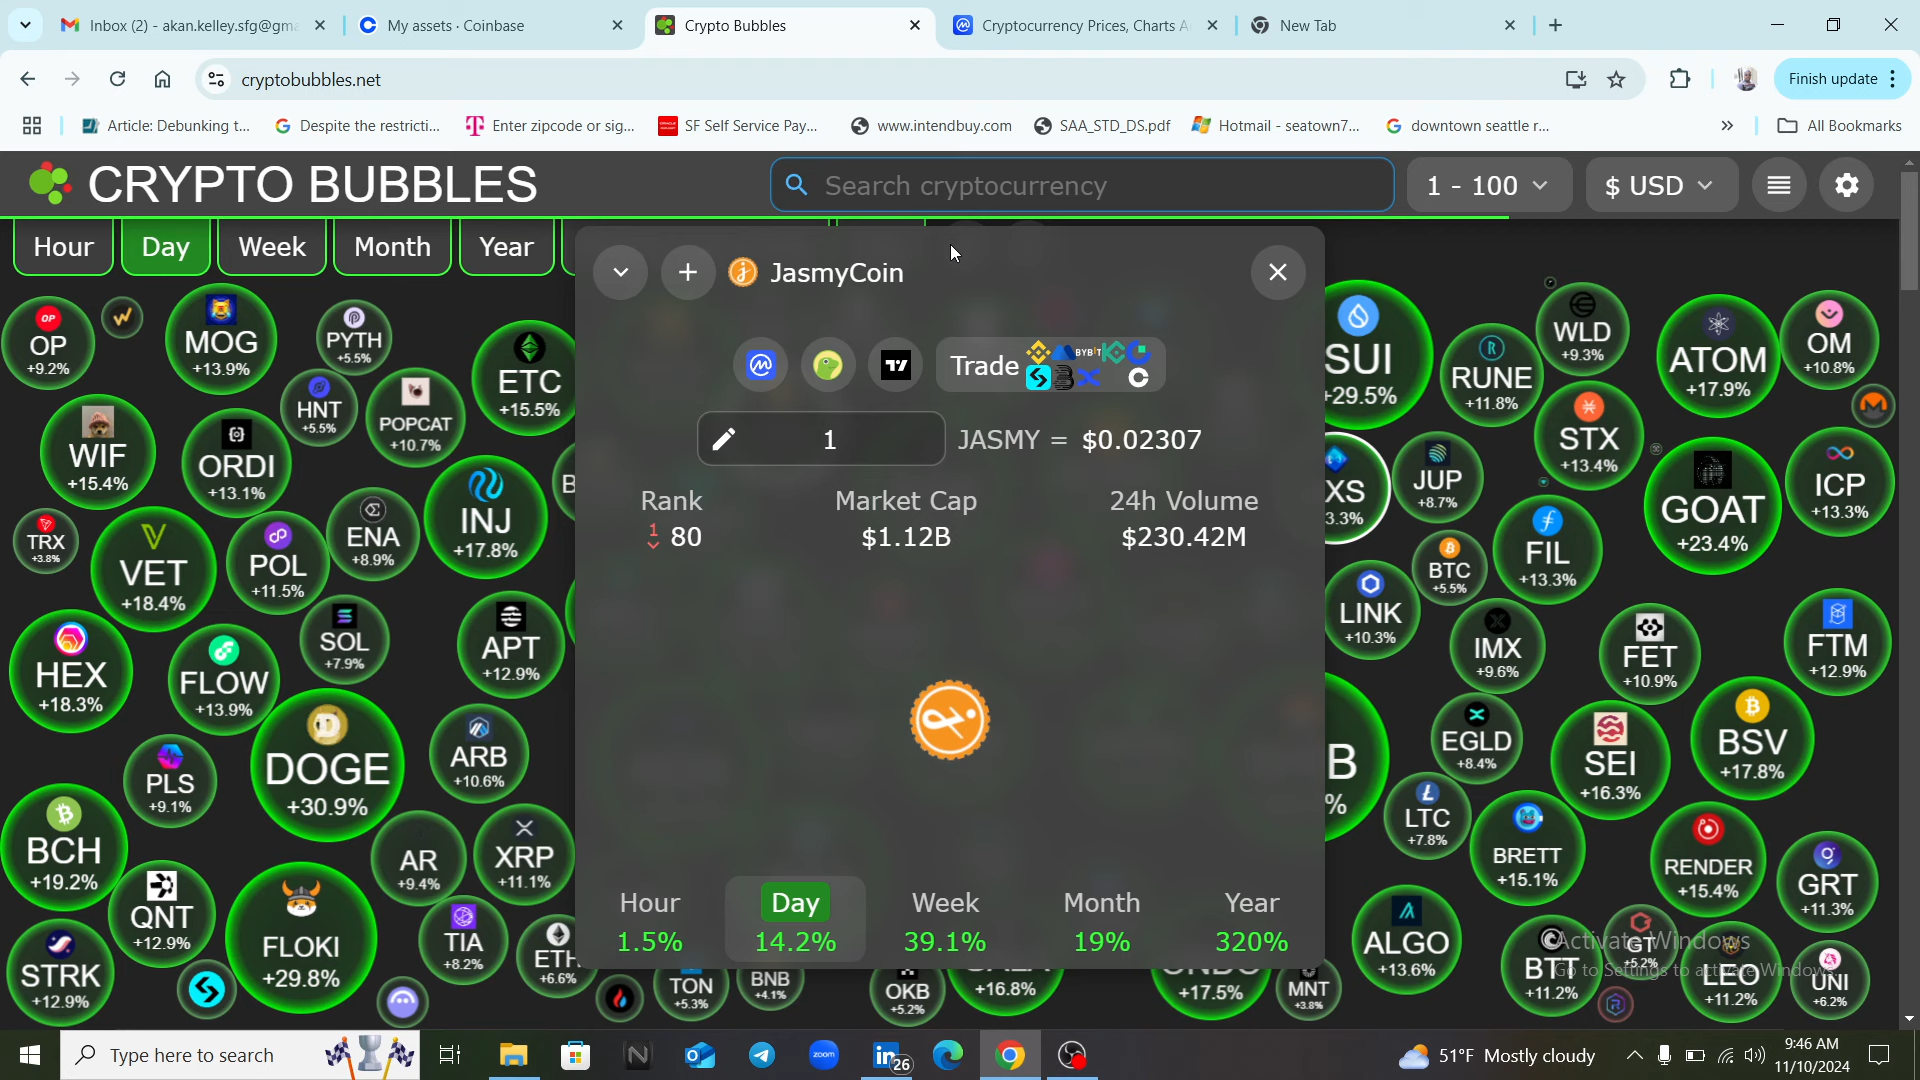 Inbox (2) - akan.kelley.sfg@gm
My assets · Coinbase
Crypto Bubbles
Cryptocurrency Prices, Charts A
New Tab
cryptobubbles.net
Finish update
Article: Debunking t...
Despite the restricti...
Enter zipcode or sig...
SF Self Service Pay...
www.intendbuy.com
SAA_STD_DS.pdf
Hotmail - seatown7...
downtown seattle r...
All Bookmarks
CRYPTO BUBBLES
Search cryptocurrency
1 - 100
$ USD
Hour
Day
Week
Month
Year
JasmyCoin
Trade
BYBIT
1
JASMY = $0.02307
Rank
Market Cap
24h Volume
1
80
$1.12B
$230.42M
Hour
Day
Week
Month
Year
1.5%
14.2%
39.1%
19%
320%
OP
+9.2%
MOG
+13.9%
PYTH
+5.5%
ETC
+15.5%
HNT
+5.5%
POPCAT
+10.7%
WIF
+15.4%
ORDI
+13.1%
INJ
+17.8%
TRX
+3.8%
VET
+18.4%
POL
+11.5%
ENA
+8.9%
HEX
+18.3%
FLOW
+13.9%
SOL
+7.9%
APT
+12.9%
PLS
+9.1%
DOGE
+30.9%
ARB
+10.6%
BCH
+19.2%
AR
+9.4%
XRP
+11.1%
QNT
+12.9%
FLOKI
+29.8%
TIA
+8.2%
ETH
+6.6%
STRK
+12.9%
TON
+5.3%
BNB
+4.1%
OKB
+5.2%
+16.8%
+17.5%
MNT
+3.8%
SUI
+29.5%
RUNE
+11.8%
WLD
+9.3%
ATOM
+17.9%
OM
+10.8%
XS
3.3%
JUP
+8.7%
STX
+13.4%
GOAT
+23.4%
ICP
+13.3%
BTC
+5.5%
FIL
+13.3%
LINK
+10.3%
IMX
+9.6%
FET
+10.9%
FTM
+12.9%
B
%
EGLD
+8.4%
SEI
+16.3%
BSV
+17.8%
LTC
+7.8%
BRETT
+15.1%
RENDER
+15.4%
GRT
+11.3%
ALGO
+13.6%
BTT
+11.2%
GT
+5.2%
LEO
+11.2%
UNI
+6.2%
Activate Windows
Go to Settings to activate Windows.
Type here to search
zoom
26
51°F Mostly cloudy
9:46 AM
11/10/2024